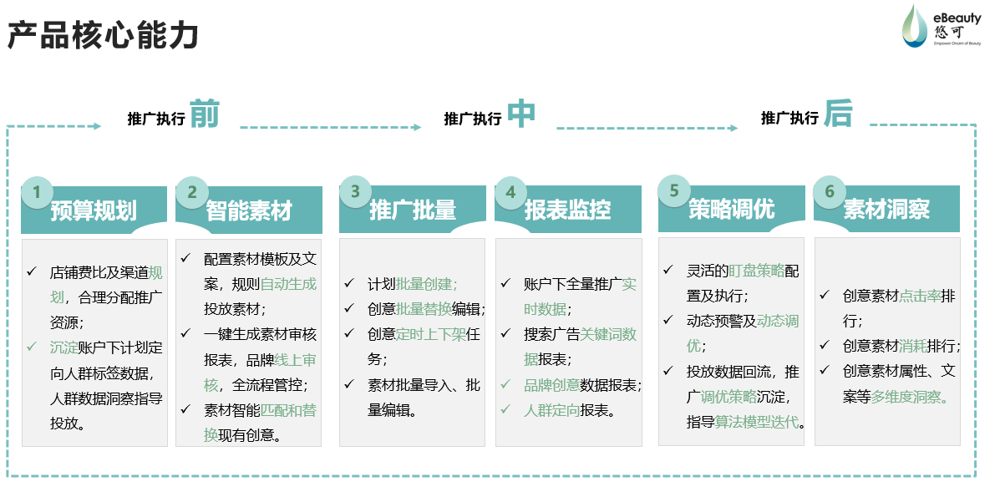 产品核心能力
eBeauty
悠可
Empower Dream of Beauty
推广执行 前
推广执行 中
推广执行 后
1
预算规划
✓ 店铺费比及渠道规
划，合理分配推广
资源；
✓ 沉淀账户下计划定
向人群标签数据，
人群数据洞察指导
投放。
2
智能素材
✓ 配置素材模板及文
案，规则自动生成
投放素材；
✓ 一键生成素材审核
报表，品牌线上审
核，全流程管控；
✓ 素材智能匹配和替
换现有创意。
3
推广批量
✓ 计划批量创建；
✓ 创意批量替换编辑；
✓ 创意定时上下架任
务；
✓ 素材批量导入、批
量编辑。
4
报表监控
✓ 账户下全量推广实
时数据；
✓ 搜索广告关键词数
据报表；
✓ 品牌创意数据报表；
✓ 人群定向报表。
5
策略调优
✓ 灵活的盯盘策略配
置及执行；
✓ 动态预警及动态调
优；
✓ 投放数据回流，推
广调优策略沉淀，
指导算法模型迭代。
6
素材洞察
✓ 创意素材点击率排
行；
✓ 创意素材消耗排行；
✓ 创意素材属性、文
案等多维度洞察。